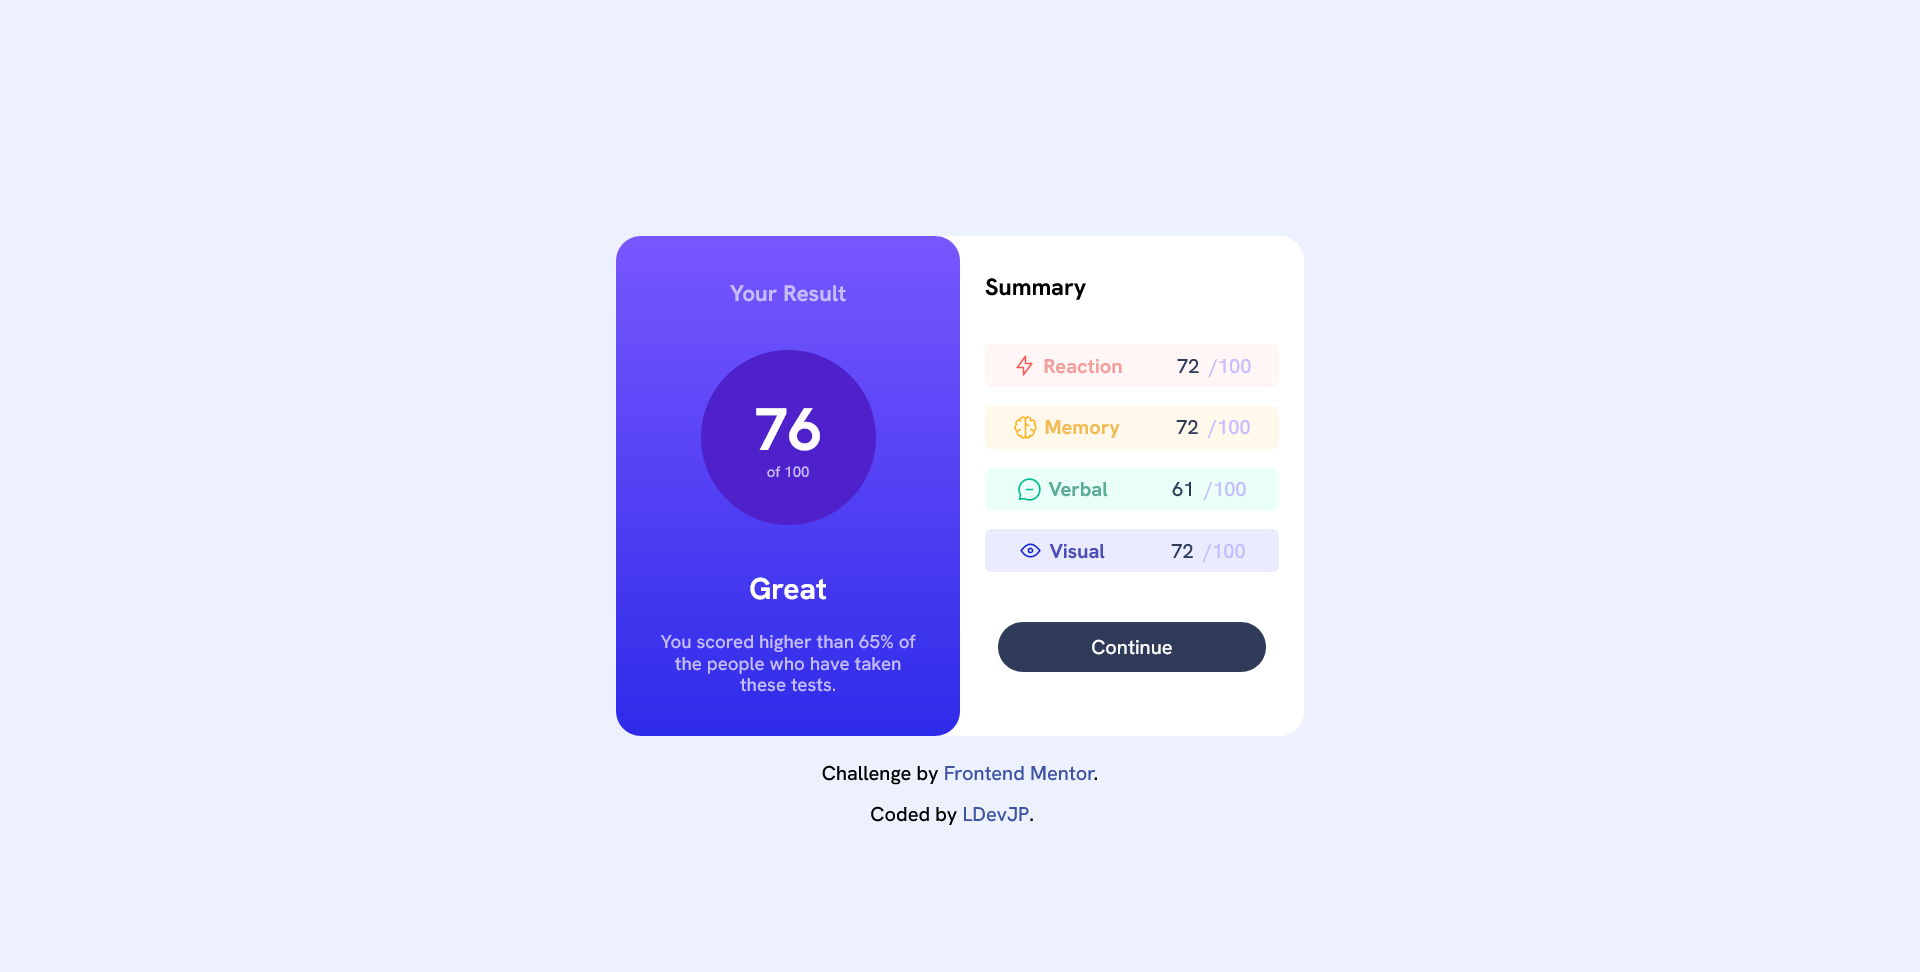 Your Result
76
of 100
Great
You scored higher than 65% of
the people who have taken
these tests.
Summary
Reaction 72 /100
Memory 72 /100
Verbal 61 /100
Visual 72 /100
Continue
Challenge by Frontend Mentor.
Coded by LDevJP.